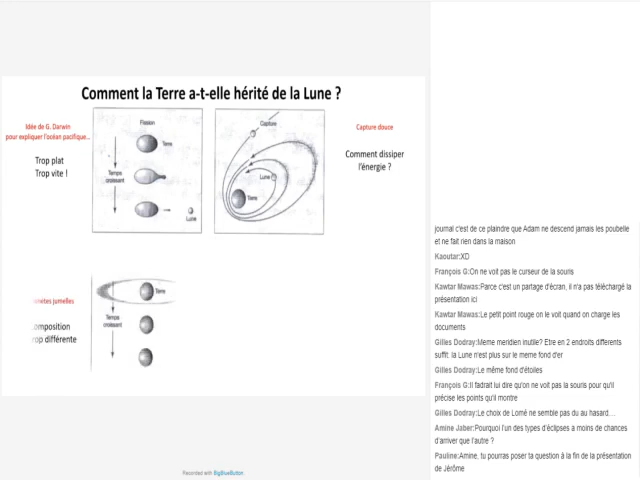 Comment la Terre a-t-elle hérité de la Lune ?
Idée de G. Darwin
pour expliquer l'océan pacifique...
Trop plat
Trop vite !
Fission
Terre
Temps
croissant
Lune
Capture
Lune
Terre
Capture douce
Comment dissiper
l'énergie ?
jumelles
omposition
rop différente
Terre
Temps
croissant
journal c'est de ce plaindre que Adam ne descend jamais les poubelle
et ne fait rien dans la maison
Kaoutar:XD
François G:On ne voit pas le curseur de la souris
Kawtar Mawas:Parce c'est un partage d'écran, il n'a pas téléchargé la
présentation ici
Kawtar Mawas:Le petit point rouge on le voit quand on charge les
documents
Gilles Dodray:Meme meridien inutile? Etre en 2 endroits differents
suffit: la Lune n'est plus sur le meme fond d'er
Gilles Dodray:Le même fond d'étoiles
François G:Il fadrait lui dire qu'on ne voit pas la souris pour qu'il
précise les points qu'il montre
Gilles Dodray:Le choix de Lomé ne semble pas du au hasard....
Amine Jaber:Pourquoi l'un des types d'éclipses a moins de chances
d'arriver que l'autre ?
Pauline:Amine, tu pourras poser ta question à la fin de la présentation
de Jérôme
Recorded with BigBlueButton